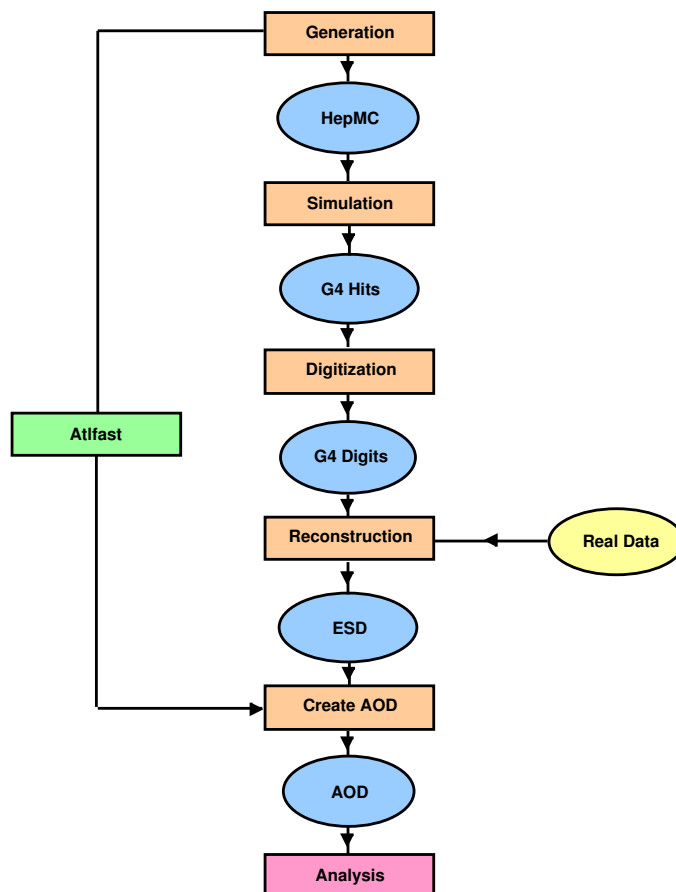 Generation
HepMC
Simulation
G4 Hits
Digitization
Atlfast
G4 Digits
Reconstruction
Real Data
ESD
Create AOD
AOD
Analysis